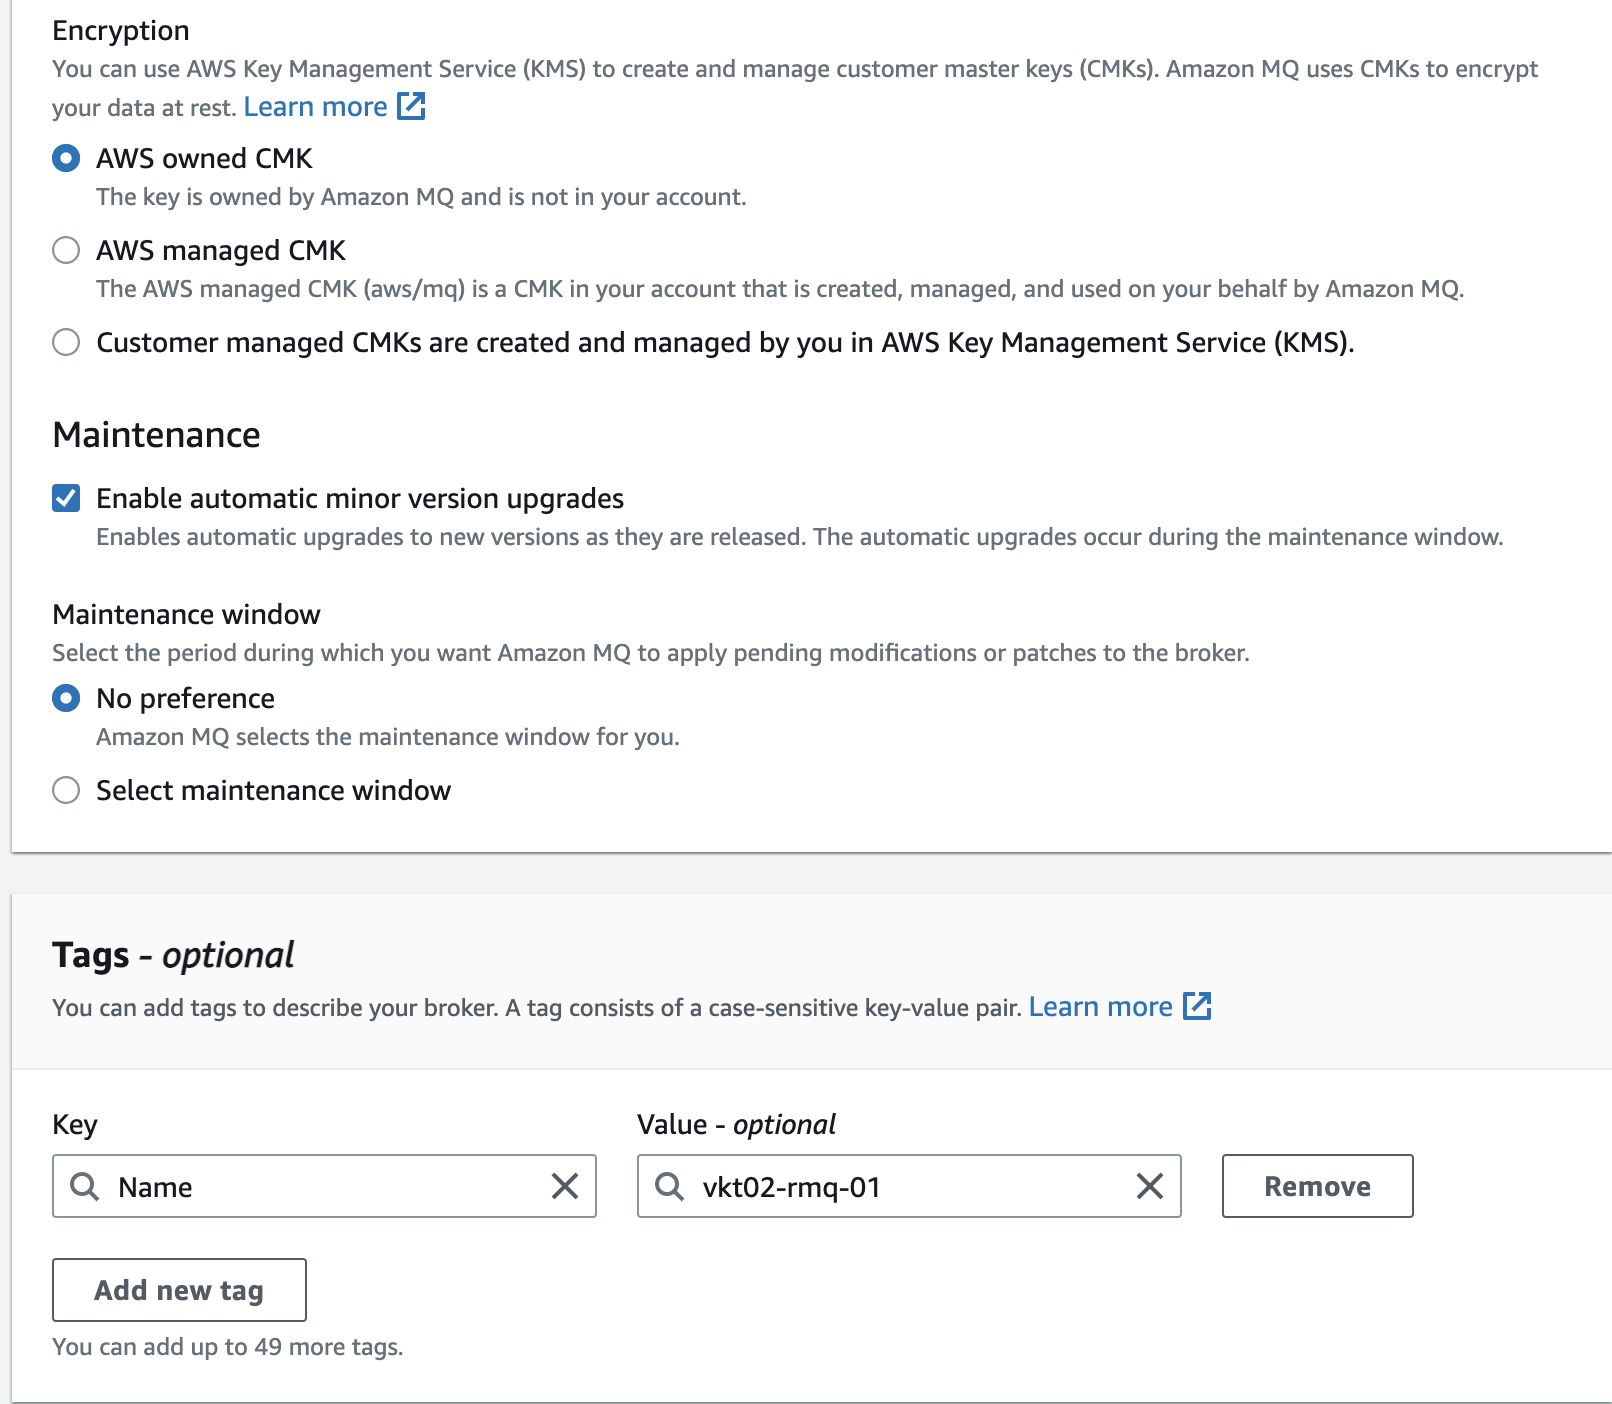 Encryption
You can use AWS Key Management Service (KMS) to create and manage customer master keys (CMKs). Amazon MQ uses CMKs to encrypt
your data at rest. Learn more
AWS owned CMK
The key is owned by Amazon MQ and is not in your account.
AWS managed CMK
The AWS managed CMK (aws/mq) is a CMK in your account that is created, managed, and used on your behalf by Amazon MQ.
Customer managed CMKs are created and managed by you in AWS Key Management Service (KMS).
Maintenance
Enable automatic minor version upgrades
Enables automatic upgrades to new versions as they are released. The automatic upgrades occur during the maintenance window.
Maintenance window
Select the period during which you want Amazon MQ to apply pending modifications or patches to the broker.
No preference
Amazon MQ selects the maintenance window for you.
Select maintenance window
Tags - optional
You can add tags to describe your broker. A tag consists of a case-sensitive key-value pair. Learn more
Key
Value - optional
Name
vkt02-rmq-01
Remove
Add new tag
You can add up to 49 more tags.